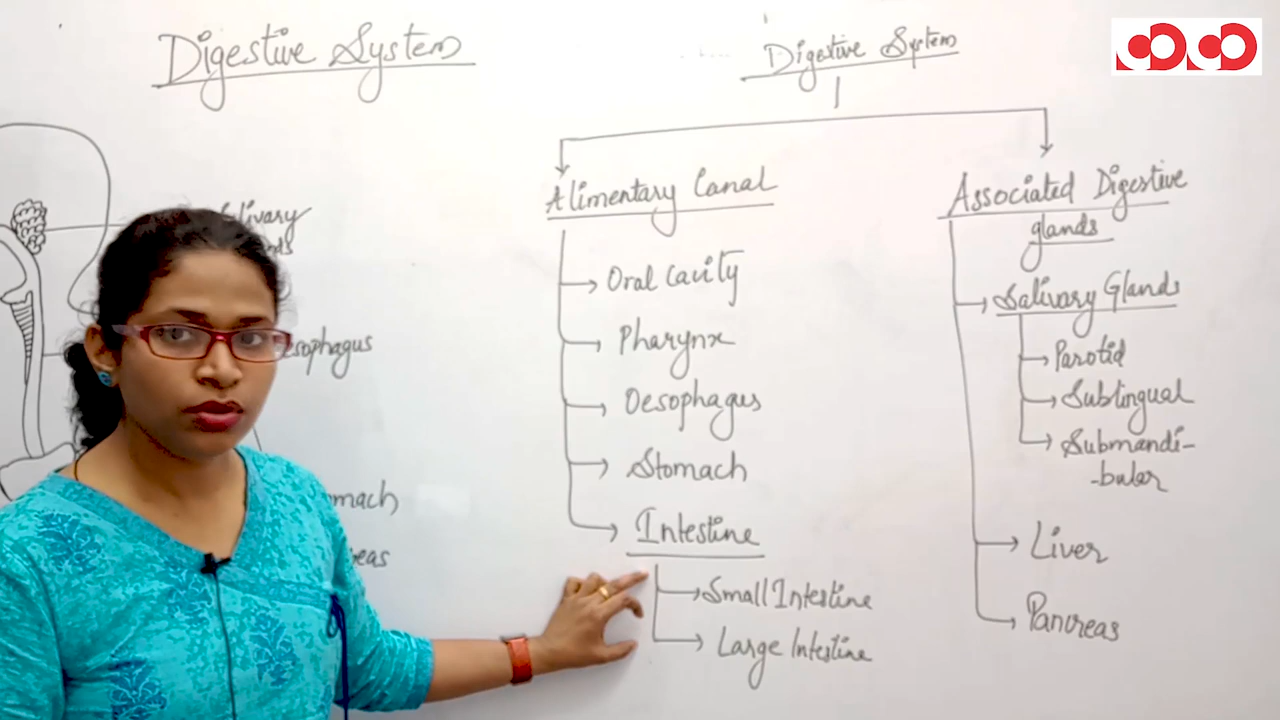 Digestive System
Digestive System
Alimentary Canal
Oral Cavity
Pharynx
Oesophagus
Stomach
Intestine
Small Intestine
Large Intestine
Associated Digestive
glands
Salivary Glands
Parotid
Sublingual
Submandi-
-bular
Liver
Pancreas